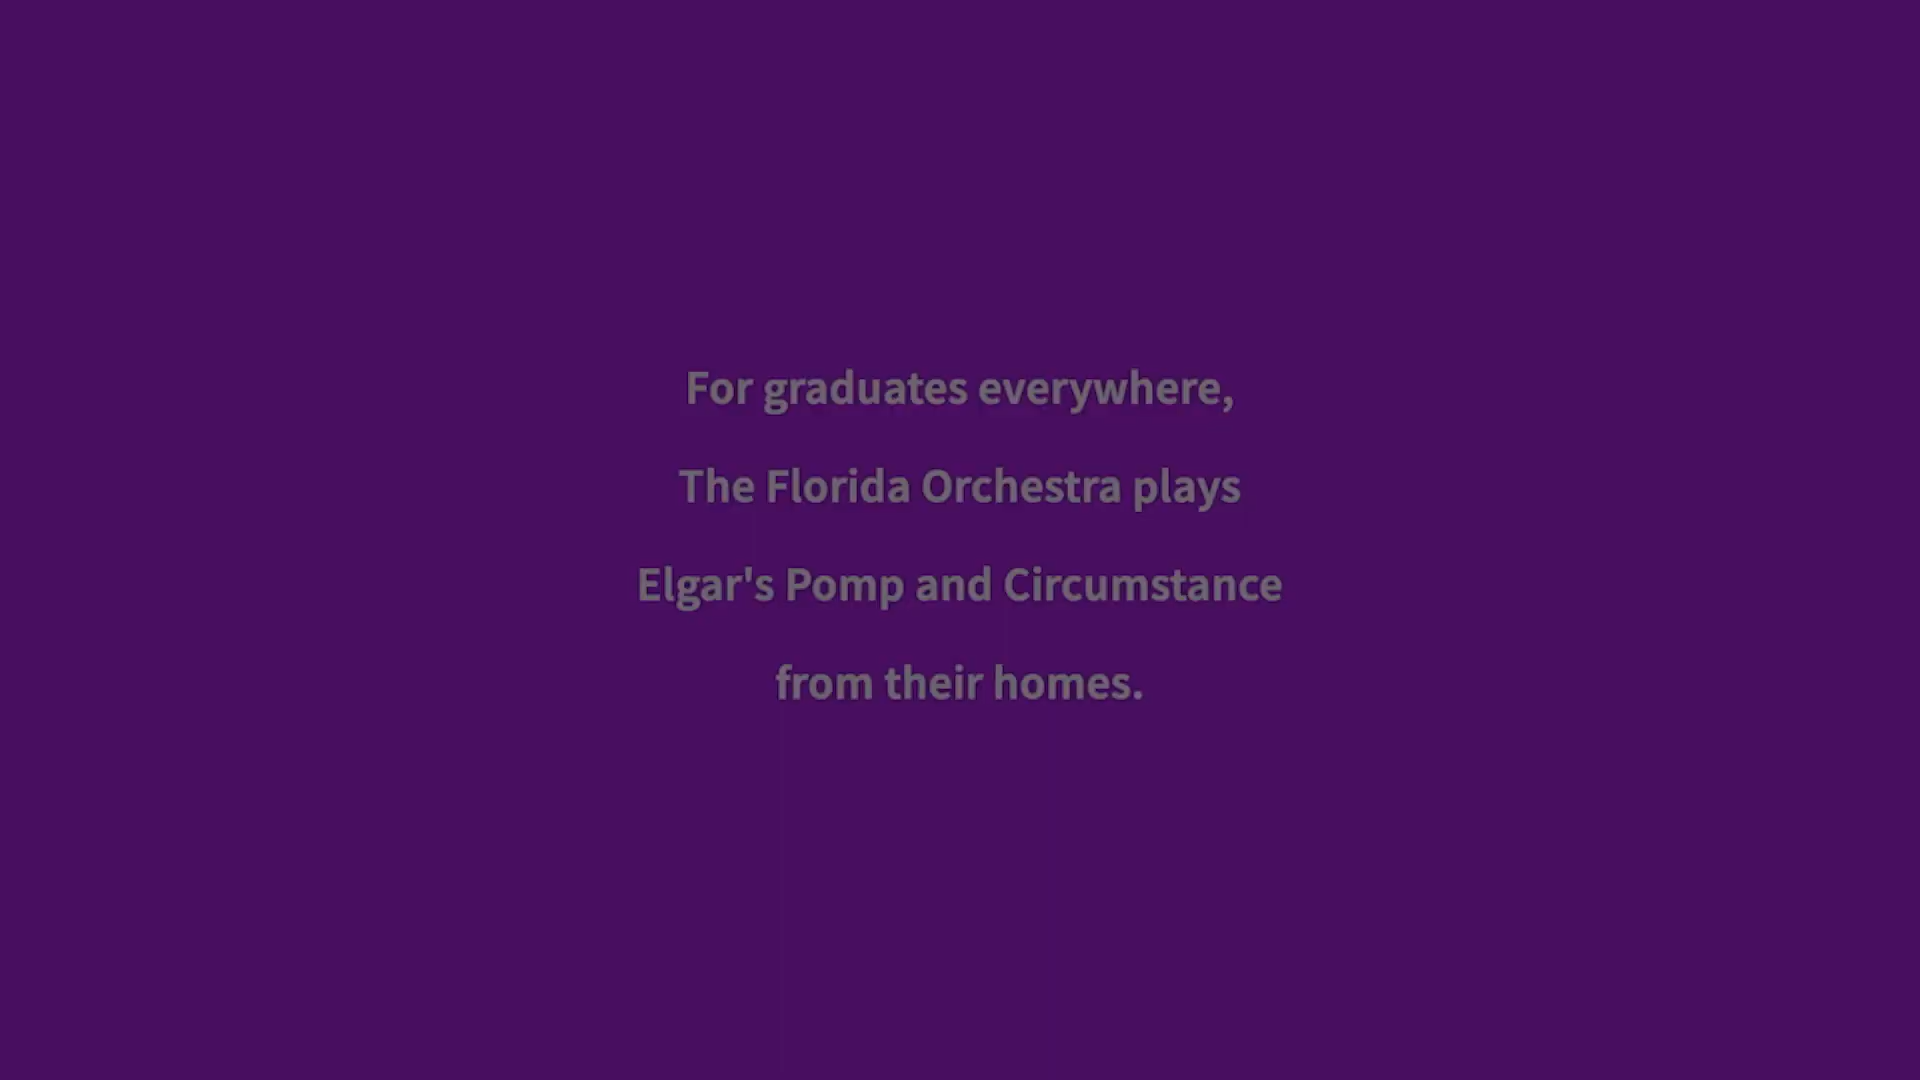 For graduates everywhere,
The Florida Orchestra plays
Elgar's Pomp and Circumstance
from their homes.